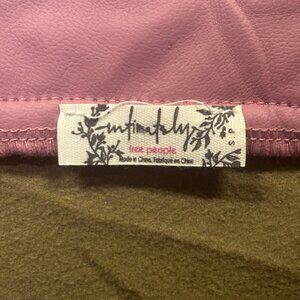 intimately
free people
Made in China, Fabriqué en Chine
S P